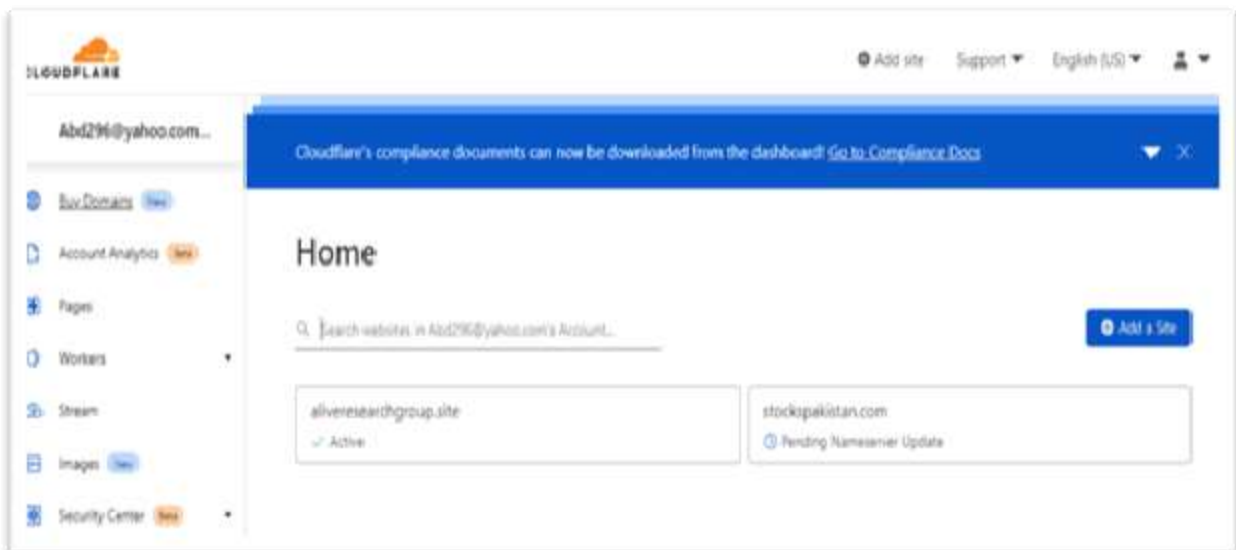 CLOUDFLARE
Add site Support English (US)
Abd296@yahoo.com...
Cloudflare's compliance documents can now be downloaded from the dashboard! Go to Compliance Docs
Buy Domains New
Account Analytics Beta
Pages
Workers
Stream
Images New
Security Center Beta
Home
Search websites in Abd296@yahoo.com's Account...
Add a Site
aliveresearchgroup.site
Active
stockspakistan.com
Pending Nameserver Update